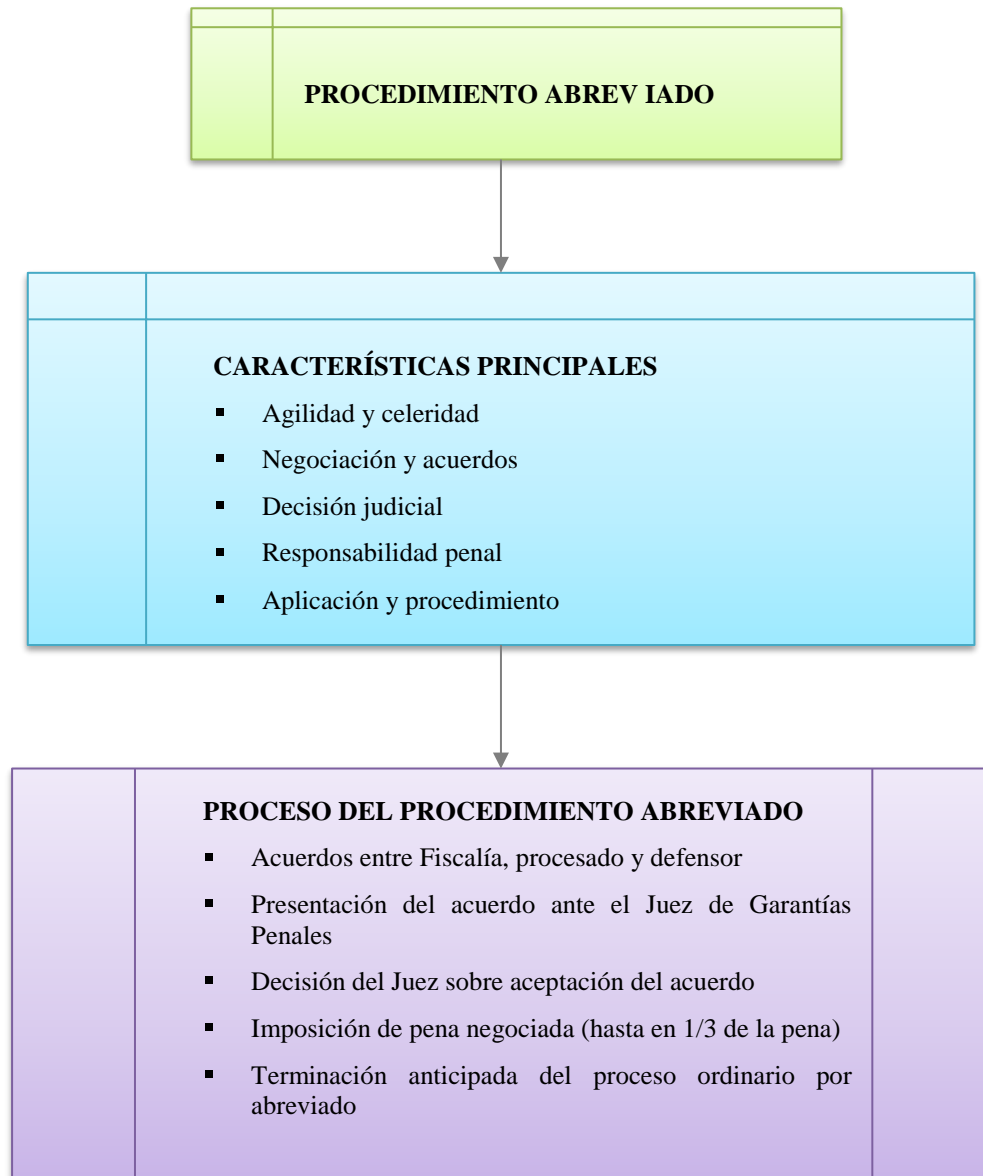 PROCEDIMIENTO ABREV IADO
CARACTERÍSTICAS PRINCIPALES
▪ Agilidad y celeridad
▪ Negociación y acuerdos
▪ Decisión judicial
▪ Responsabilidad penal
▪ Aplicación y procedimiento
PROCESO DEL PROCEDIMIENTO ABREVIADO
▪ Acuerdos entre Fiscalía, procesado y defensor
▪ Presentación del acuerdo ante el Juez de Garantías
Penales
▪ Decisión del Juez sobre aceptación del acuerdo
▪ Imposición de pena negociada (hasta en 1/3 de la pena)
▪ Terminación anticipada del proceso ordinario por
abreviado